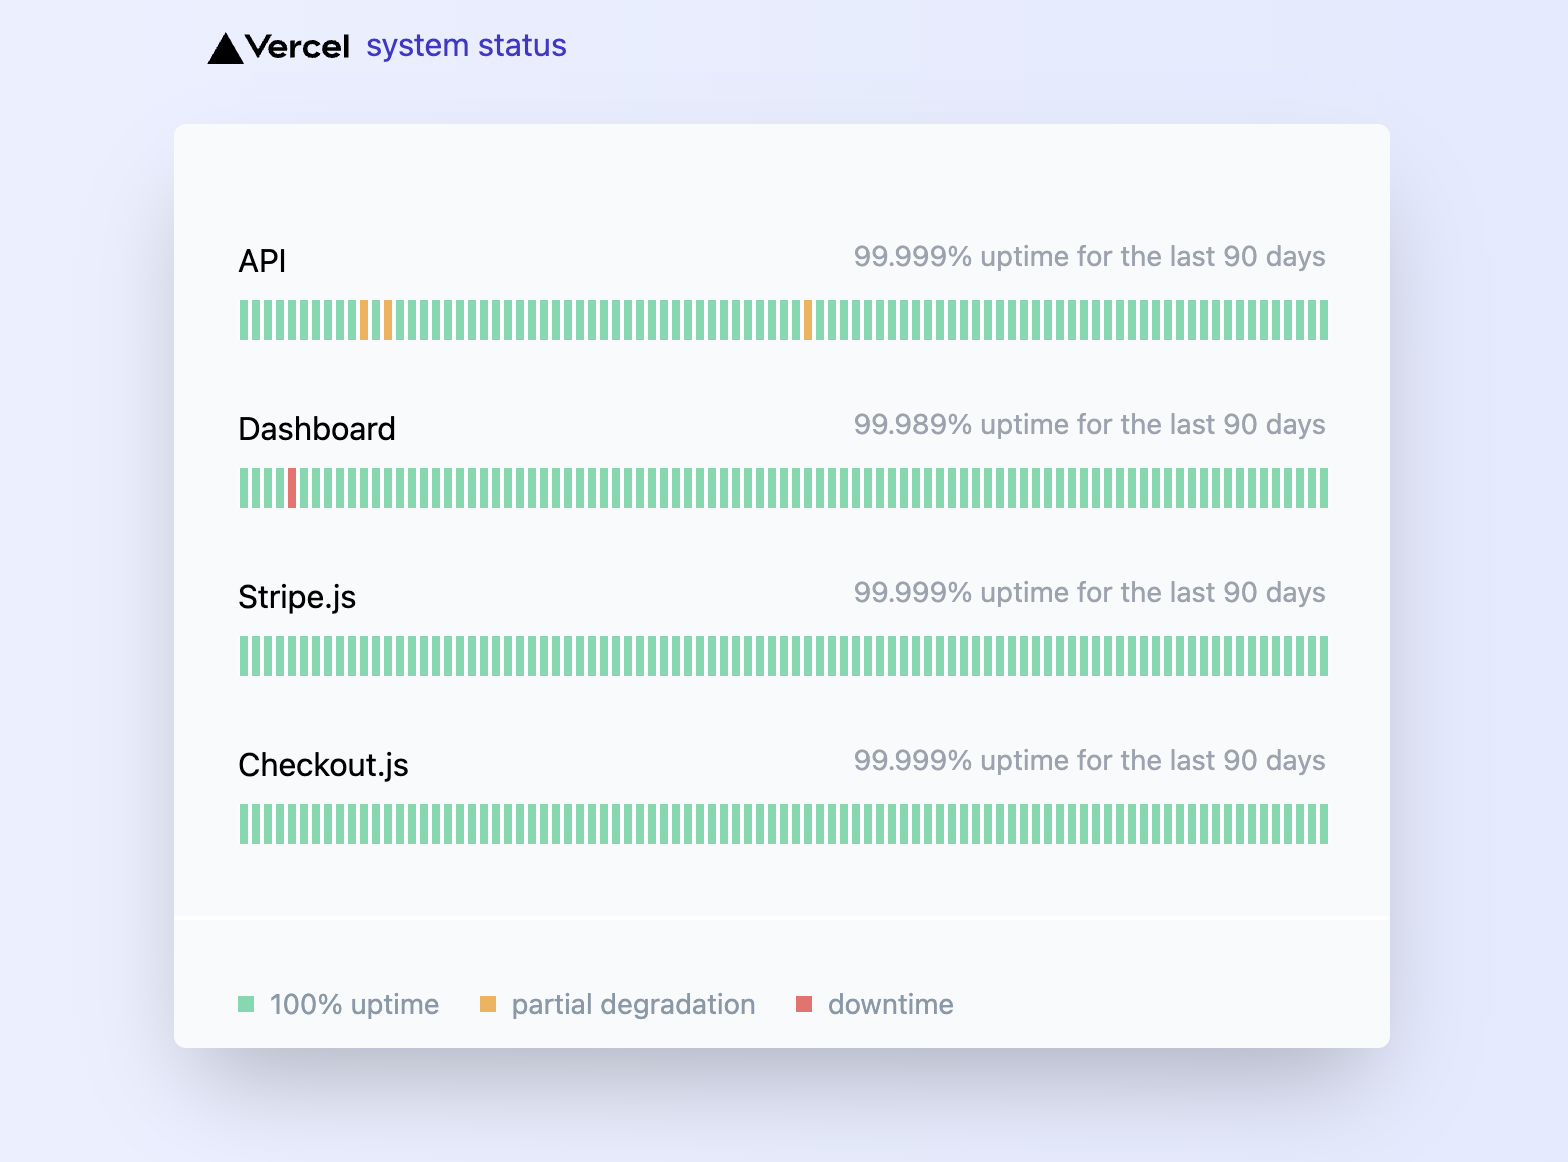 Vercel system status
API 99.999% uptime for the last 90 days
Dashboard 99.989% uptime for the last 90 days
Stripe.js 99.999% uptime for the last 90 days
Checkout.js 99.999% uptime for the last 90 days
100% uptime partial degradation downtime